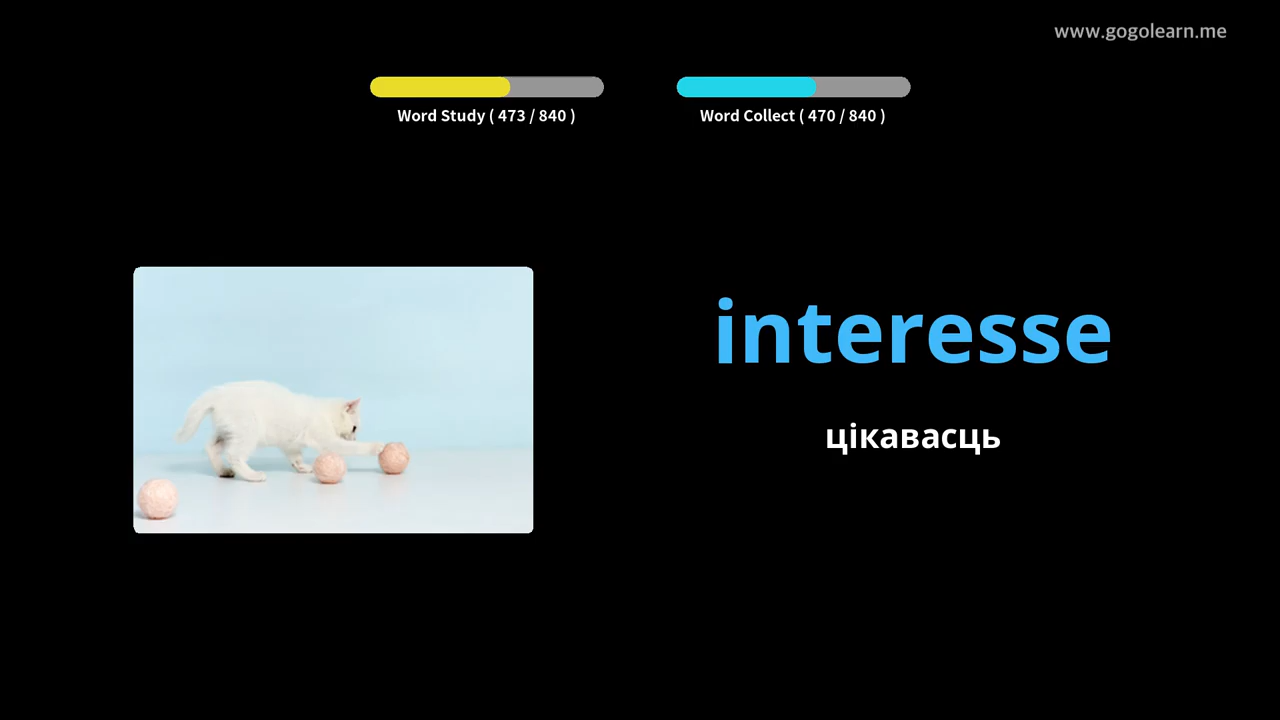 www.gogolearn.me
Word Study ( 473 / 840 )
Word Collect ( 470 / 840 )
interesse
цікавасць